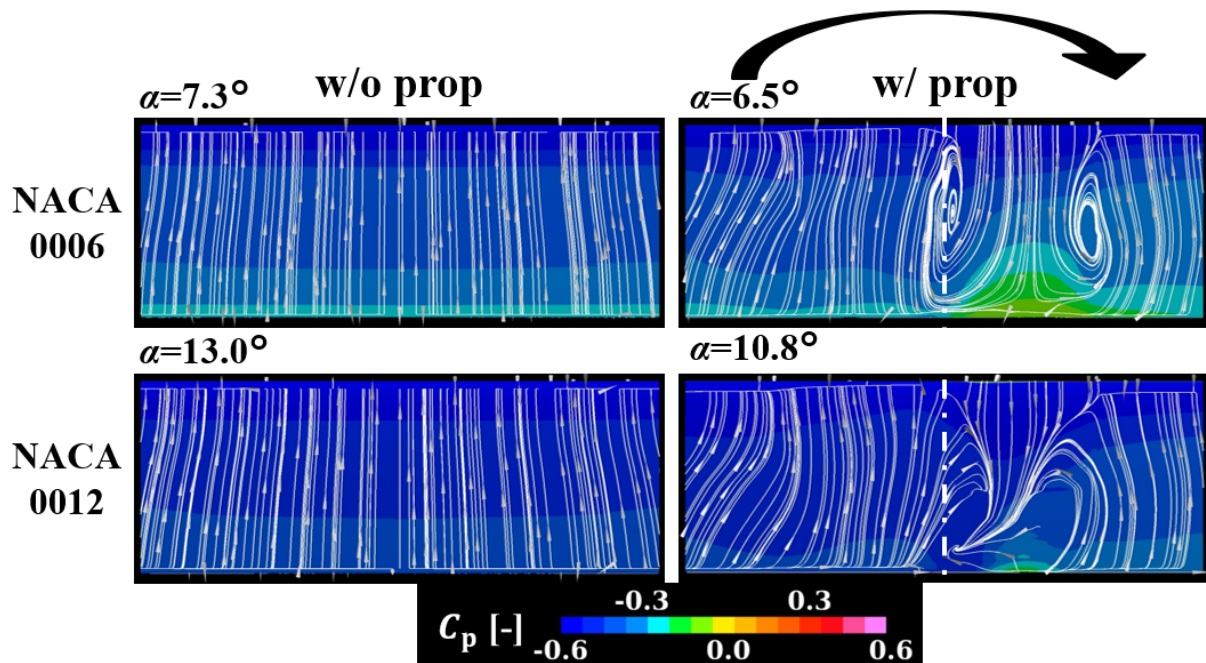 w/o prop
w/ prop
α=7.3°
α=6.5°
NACA
0006
α=13.0°
α=10.8°
NACA
0012
Cp [-]
-0.3
0.3
-0.6
0.0
0.6